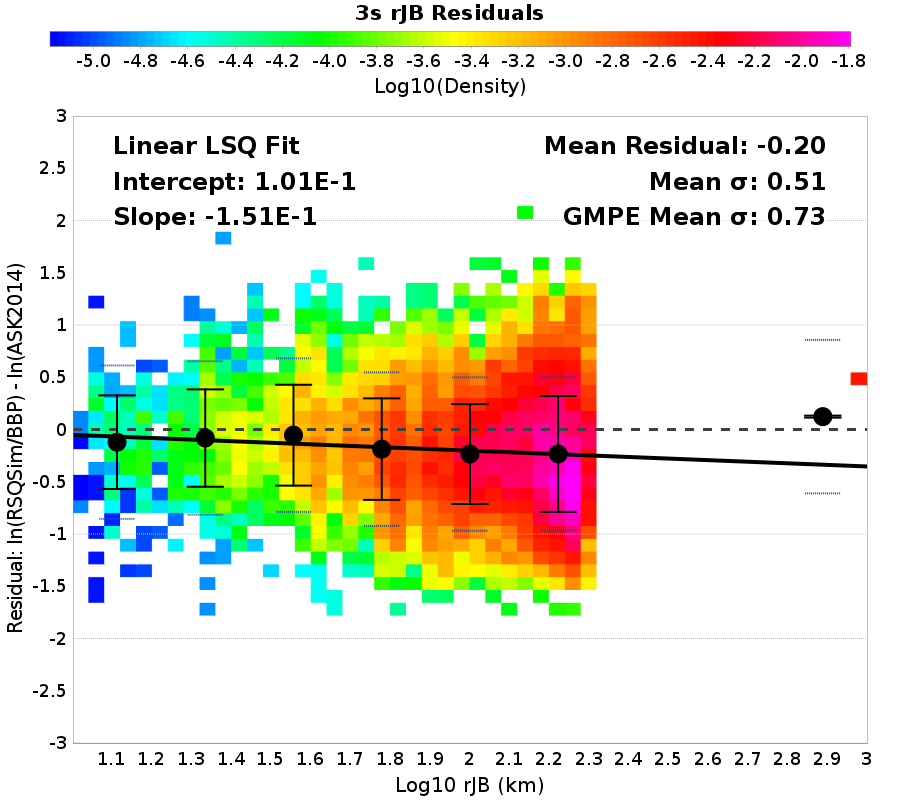 3s rJB Residuals
-5.0 -4.8 -4.6 -4.4 -4.2 -4.0 -3.8 -3.6 -3.4 -3.2 -3.0 -2.8 -2.6 -2.4 -2.2 -2.0 -1.8
Log10(Density)
Linear LSQ Fit
Intercept: 1.01E-1
Slope: -1.51E-1
Mean Residual: -0.20
Mean σ: 0.51
GMPE Mean σ: 0.73
Residual: ln(RSQSim/BBP) - ln(ASK2014)
3
2.5
2
1.5
1
0.5
0
-0.5
-1
-1.5
-2
-2.5
-3
1.1 1.2 1.4 1.5 1.6 1.7 1.8 1.9 2 2.1 2.2 2.3 2.4 2.6 2.7 2.8 2.9 3
Log10 rJB (km)